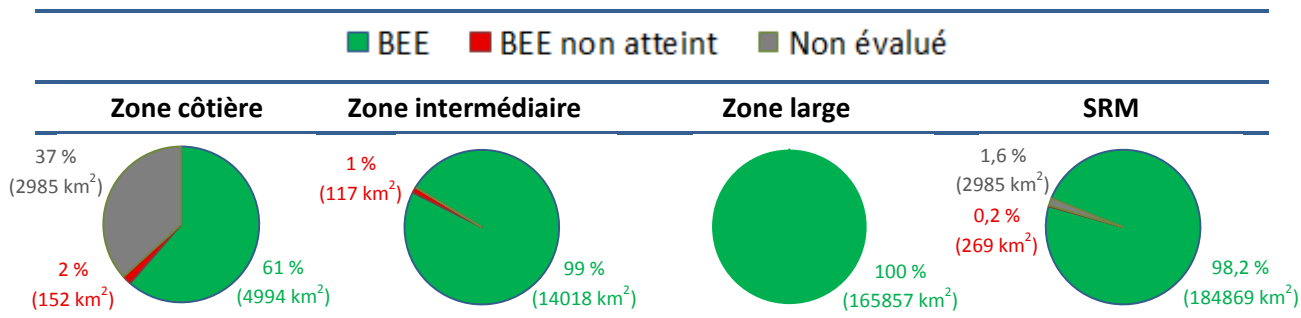 BEE BEE non atteint Non évalué
Zone côtière Zone intermédiaire Zone large SRM
37 %
(2985 km²)
2 %
(152 km²)
61 %
(4994 km²)
1 %
(117 km²)
99 %
(14018 km²)
100 %
(165857 km²)
1,6 %
(2985 km²)
0,2 %
(269 km²)
98,2 %
(184869 km²)